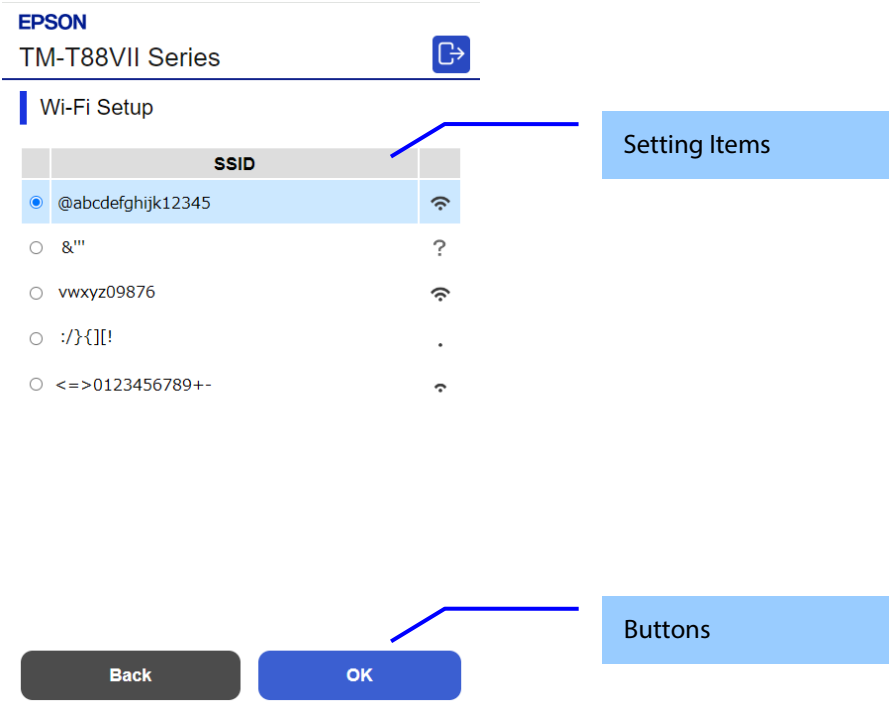 EPSON
TM-T88VII Series
Wi-Fi Setup
SSID
Setting Items
@abcdefghijk12345
&"'
?
vwxyz09876
:/}{][!
<=>0123456789+-
Buttons
Back
OK